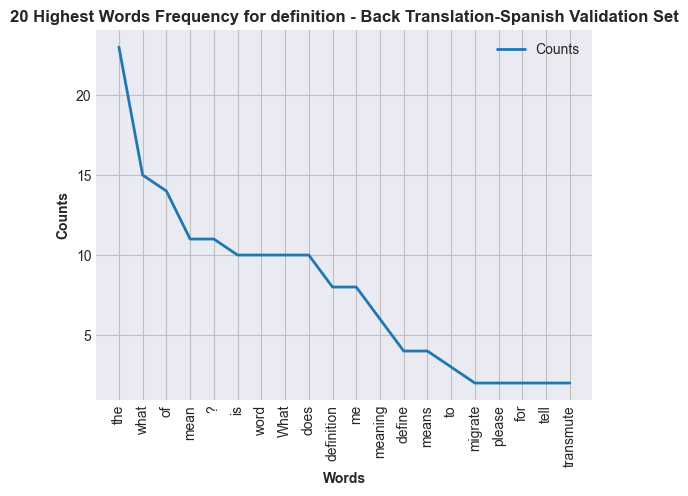 20 Highest Words Frequency for definition - Back Translation-Spanish Validation Set
Counts
20
15
10
5
Counts
the
what
of
mean
?
is
word
What
does
definition
me
meaning
define
means
to
migrate
please
for
tell
transmute
Words